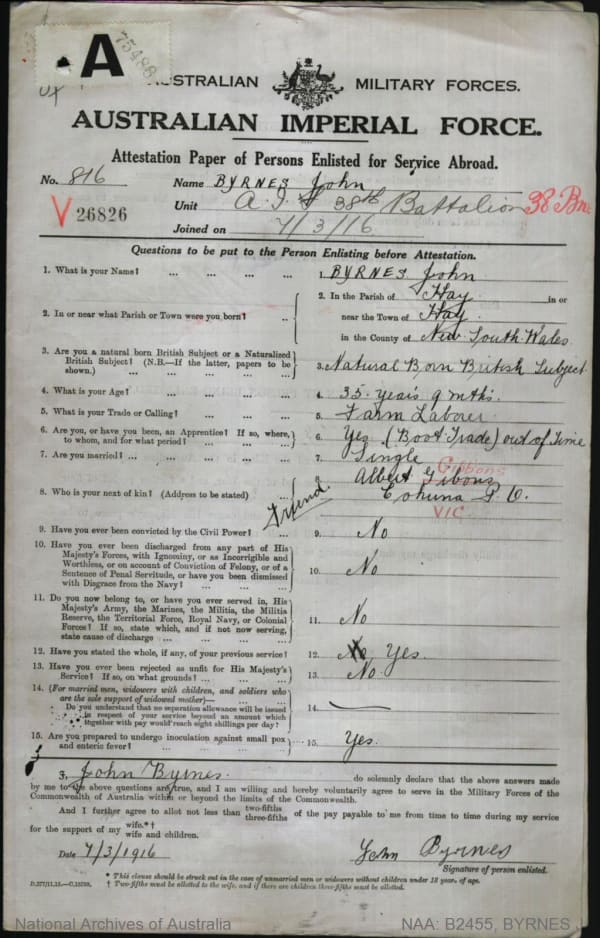 A
75488
AUSTRALIAN MILITARY FORCES.
AUSTRALIAN IMPERIAL FORCE.
Attestation Paper of Persons Enlisted for Service Abroad.
No. 816 Name BYRNES John
V 26826 Unit A.I.F 38th Battalion 38 Bn
Joined on 7/3/16
Questions to be put to the Person Enlisting before Attestation.
1. What is your Name? ... ... ... ... 1. BYRNES John
2. In or near what Parish or Town were you born? .. 2. In the Parish of Hay in or
near the Town of Hay
in the County of New South Wales
3. Are you a natural born British Subject or a Naturalized
British Subject? (N.B.—If the latter, papers to be
shown.) ... ... ... ... 3. Natural Born British Subject
4. What is your Age? ... ... ... ... 4. 35 years 9 mths.
5. What is your Trade or Calling? ... ... ... 5. Farm Laborer
6. Are you, or have you been, an Apprentice? If so, where,
to whom, and for what period? ... ... ... 6. Yes (Boot Trade) out of Time
7. Are you married? ... ... ... ... 7. Single
8. Who is your next of kin? (Address to be stated) 8. Albert Gibons Gibbons
friend. Cohuna P.O.
VIC
9. Have you ever been convicted by the Civil Power? ... 9. No
10. Have you ever been discharged from any part of His
Majesty's Forces, with Ignominy, or as Incorrigible and
Worthless, or on account of Conviction of Felony, or of a
Sentence of Penal Servitude, or have you been dismissed
with Disgrace from the Navy? ... ... ... 10. No
11. Do you now belong to, or have you ever served in, His
Majesty's Army, the Marines, the Militia, the Militia
Reserve, the Territorial Force, Royal Navy, or Colonial
Forces? If so, state which, and if not now serving,
state cause of discharge ... ... ... ... 11. No
12. Have you stated the whole, if any, of your previous service? 12. No Yes.
13. Have you ever been rejected as unfit for His Majesty's
Service? If so, on what grounds? ... ... ... 13. No
14. (For married men, widowers with children, and soldiers who
are the sole support of widowed mother)—
Do you understand that no separation allowance will be issued
in respect of your service beyond an amount which
together with pay would reach eight shillings per day? 14. —
15. Are you prepared to undergo inoculation against small pox
and enteric fever? ... ... ... ... 15. Yes.
I, John Byrnes. do solemnly declare that the above answers made
by me to the above questions are true, and I am willing and hereby voluntarily agree to serve in the Military Forces of the
Commonwealth of Australia within or beyond the limits of the Commonwealth.
And I further agree to allot not less than two-fifths three-fifths of the pay payable to me from time to time during my service
for the support of my wife.*† wife and children.
Date 7/3/1916 John Byrnes
Signature of person enlisted.
* This clause should be struck out in the case of unmarried men or widowers without children under 18 years of age.
† Two-fifths must be allotted to the wife, and if there are children three-fifths must be allotted.
National Archives of Australia NAA: B2455, BYRNES